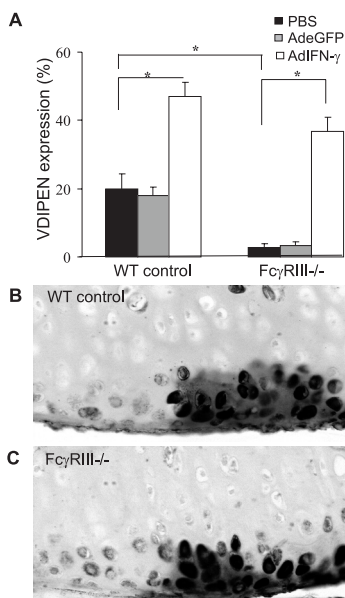 A
PBS
AdeGFP
AdIFN-γ
VDIPEN expression (%)
60
40
20
0
*
*
*
WT control
FcγRIII-/-
B
WT control
C
FcγRIII-/-